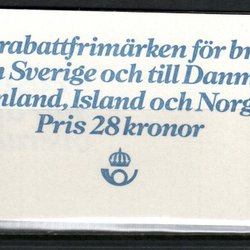 rabattfrimärken för br
n Sverige och till Danm
nland, Island och Norg
Pris 28 kronor